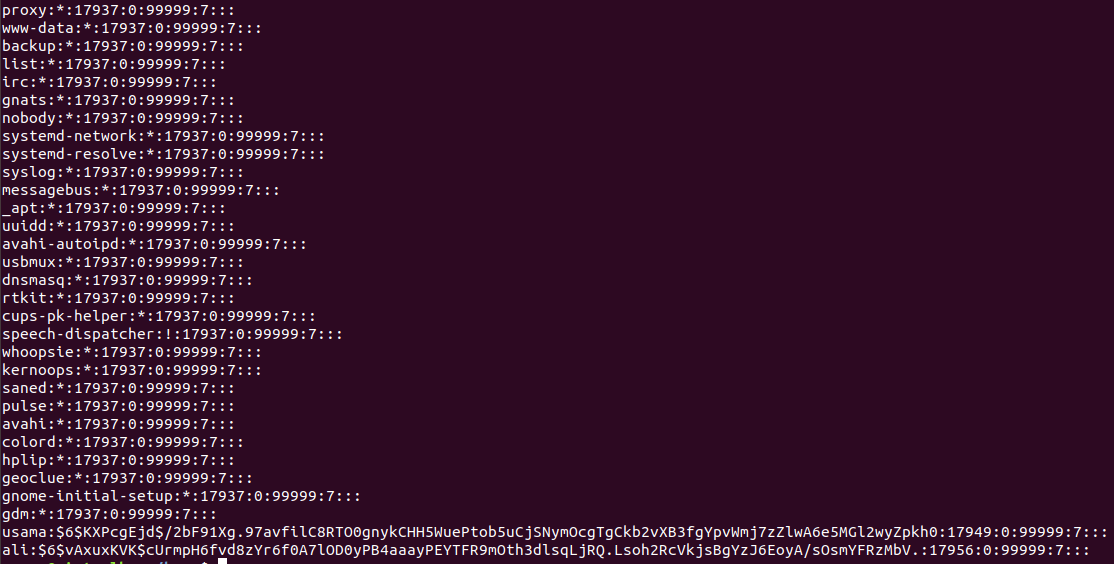 proxy:*:17937:0:99999:7:::
www-data:*:17937:0:99999:7:::
backup:*:17937:0:99999:7:::
list:*:17937:0:99999:7:::
irc:*:17937:0:99999:7:::
gnats:*:17937:0:99999:7:::
nobody:*:17937:0:99999:7:::
systemd-network:*:17937:0:99999:7:::
systemd-resolve:*:17937:0:99999:7:::
syslog:*:17937:0:99999:7:::
messagebus:*:17937:0:99999:7:::
_apt:*:17937:0:99999:7:::
uuidd:*:17937:0:99999:7:::
avahi-autoipd:*:17937:0:99999:7:::
usbmux:*:17937:0:99999:7:::
dnsmasq:*:17937:0:99999:7:::
rtkit:*:17937:0:99999:7:::
cups-pk-helper:*:17937:0:99999:7:::
speech-dispatcher:!:17937:0:99999:7:::
whoopsie:*:17937:0:99999:7:::
kernoops:*:17937:0:99999:7:::
saned:*:17937:0:99999:7:::
pulse:*:17937:0:99999:7:::
avahi:*:17937:0:99999:7:::
colord:*:17937:0:99999:7:::
hplip:*:17937:0:99999:7:::
geoclue:*:17937:0:99999:7:::
gnome-initial-setup:*:17937:0:99999:7:::
gdm:*:17937:0:99999:7:::
usama:$6$KXPcgEjd$/2bF91Xg.97avfilC8RTO0gnykCHH5WuePtob5uCjSNymOcgTgCkb2vXB3fgYpvWmj7zZlwA6e5MGl2wyZpkh0:17949:0:99999:7:::
ali:$6$vAxuxKVK$cUrmpH6fvd8zYr6f0A7lOD0yPB4aaayPEYTFR9mOth3dlsqLjRQ.Lsoh2RcVkjsBgYzJ6EoyA/sOsmYFRzMbV.:17956:0:99999:7:::